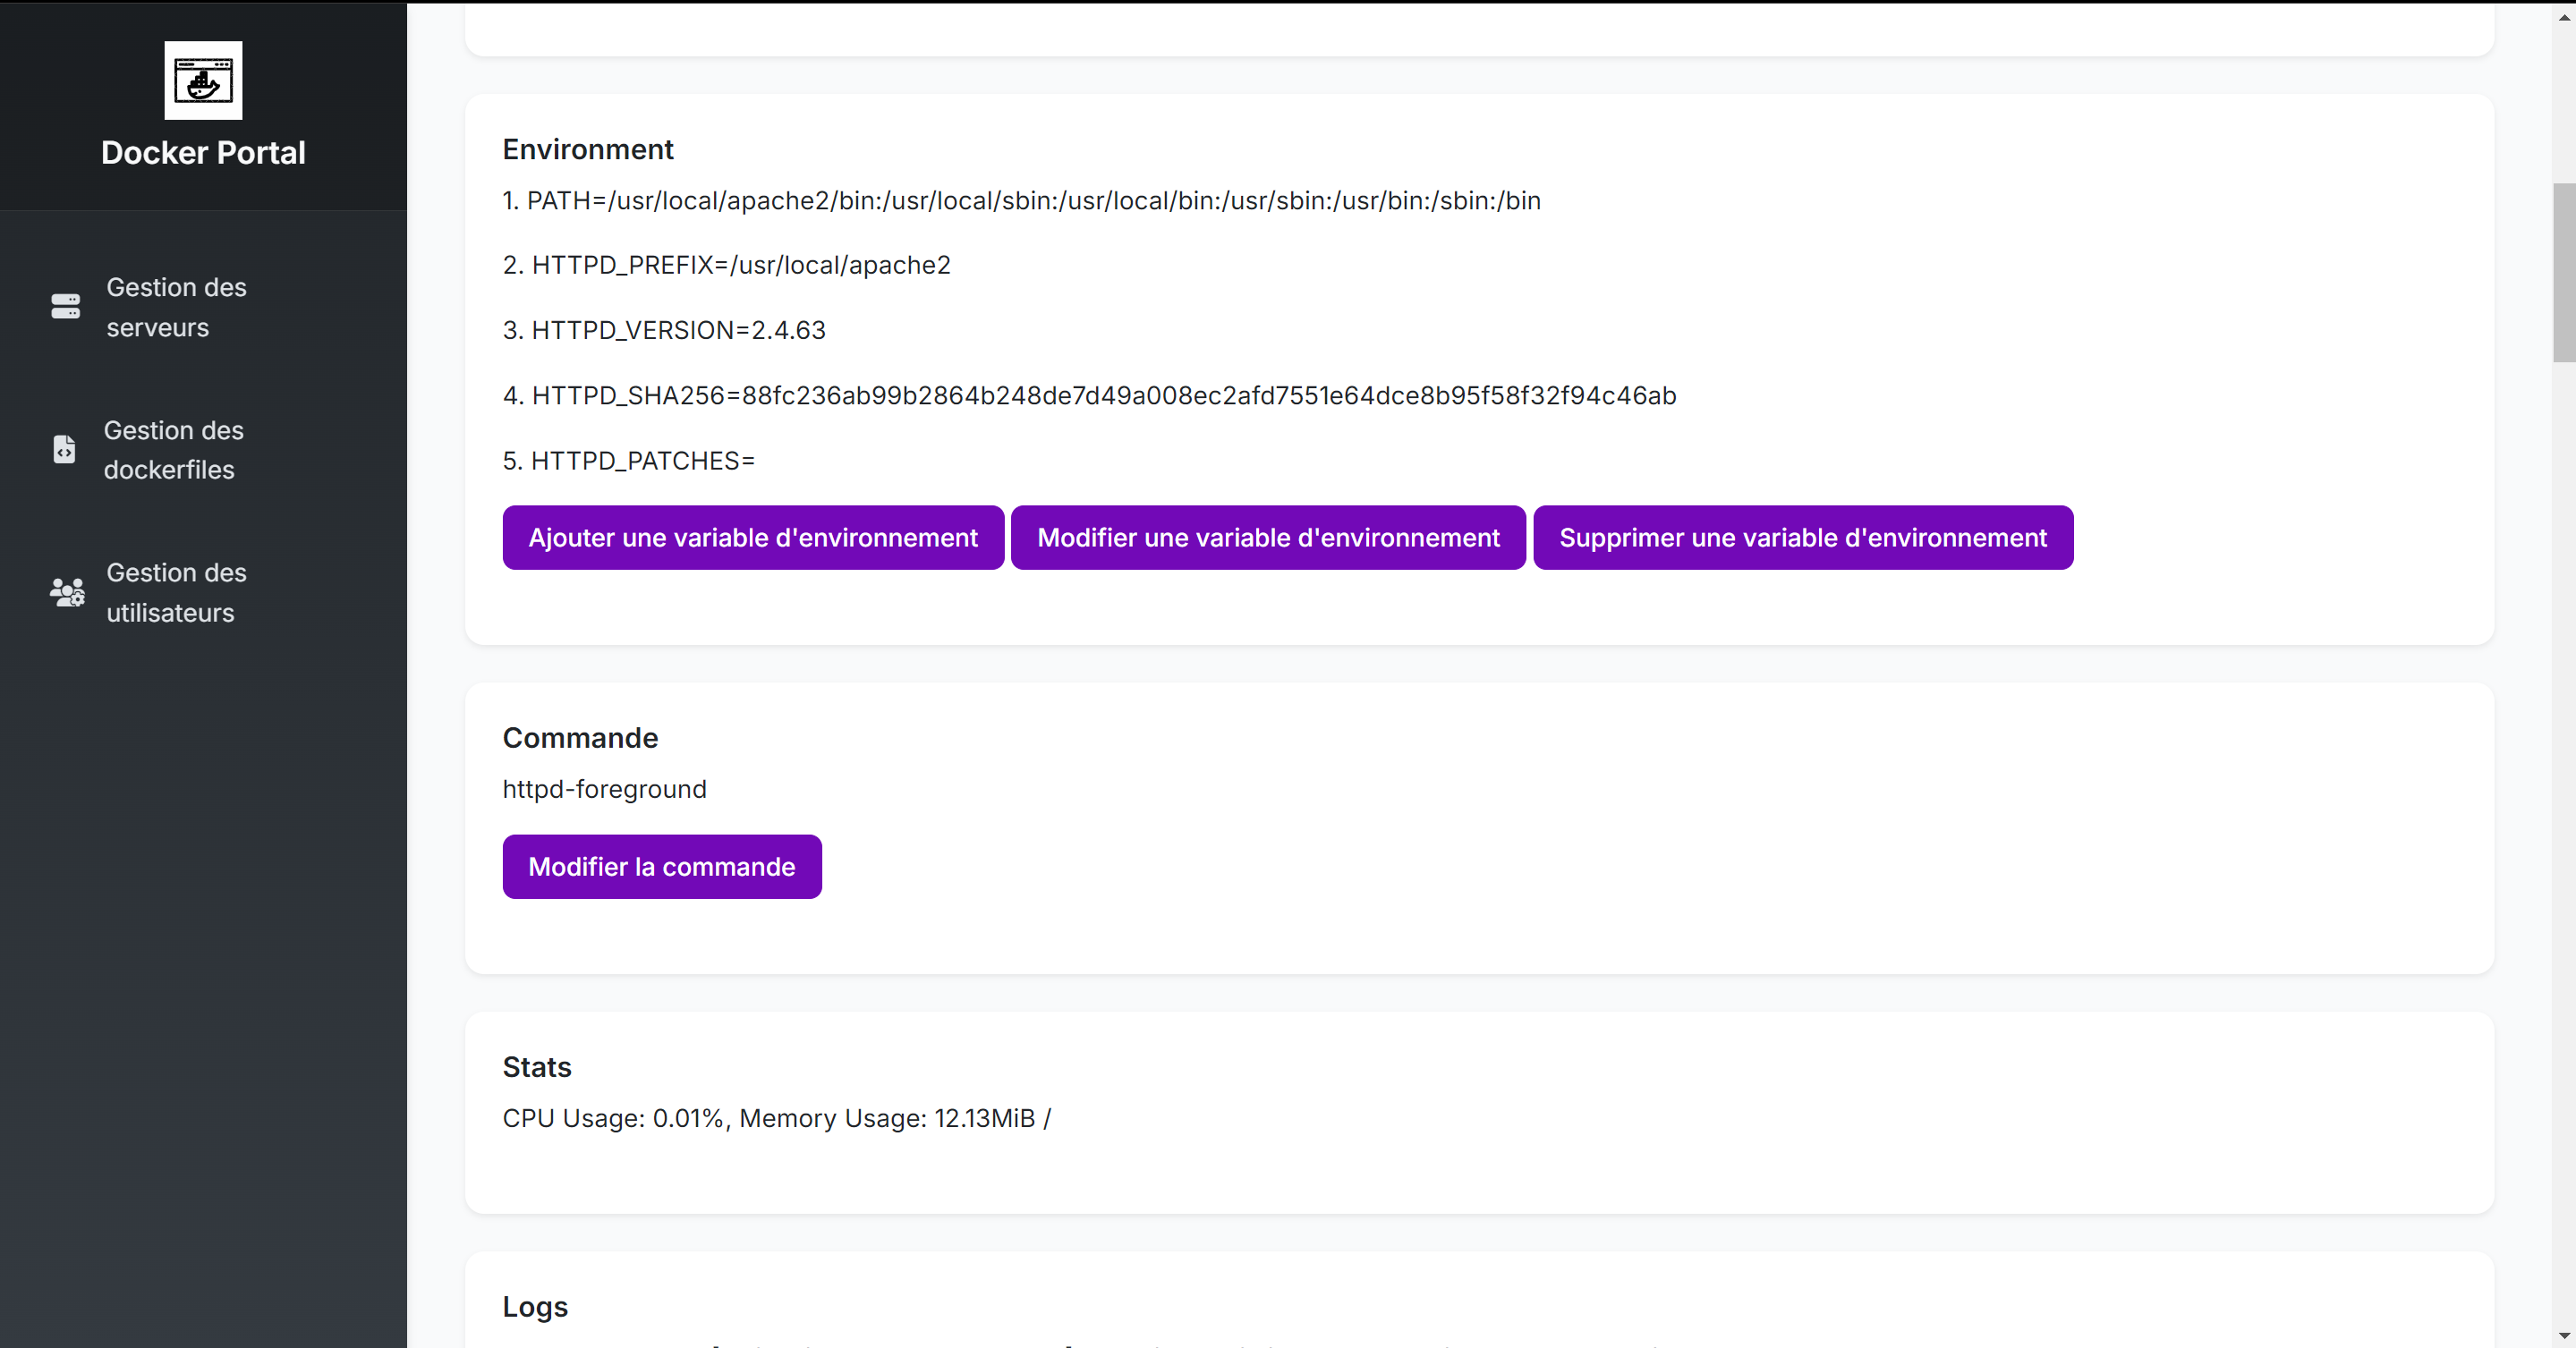 Docker Portal
Gestion des
serveurs
Gestion des
dockerfiles
Gestion des
utilisateurs
Environment
1. PATH=/usr/local/apache2/bin:/usr/local/sbin:/usr/local/bin:/usr/sbin:/usr/bin:/sbin:/bin
2. HTTPD_PREFIX=/usr/local/apache2
3. HTTPD_VERSION=2.4.63
4. HTTPD_SHA256=88fc236ab99b2864b248de7d49a008ec2afd7551e64dce8b95f58f32f94c46ab
5. HTTPD_PATCHES=
Ajouter une variable d'environnement Modifier une variable d'environnement Supprimer une variable d'environnement
Commande
httpd-foreground
Modifier la commande
Stats
CPU Usage: 0.01%, Memory Usage: 12.13MiB /
Logs